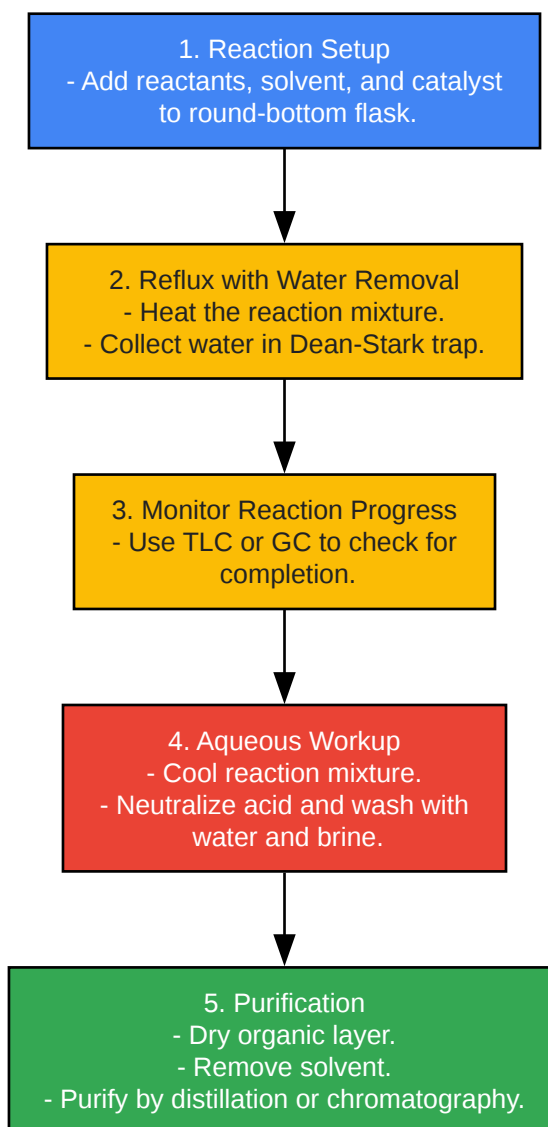 1. Reaction Setup
- Add reactants, solvent, and catalyst
to round-bottom flask.
2. Reflux with Water Removal
- Heat the reaction mixture.
- Collect water in Dean-Stark trap.
3. Monitor Reaction Progress
- Use TLC or GC to check for
completion.
4. Aqueous Workup
- Cool reaction mixture.
- Neutralize acid and wash with
water and brine.
5. Purification
- Dry organic layer.
- Remove solvent.
- Purify by distillation or chromatography.